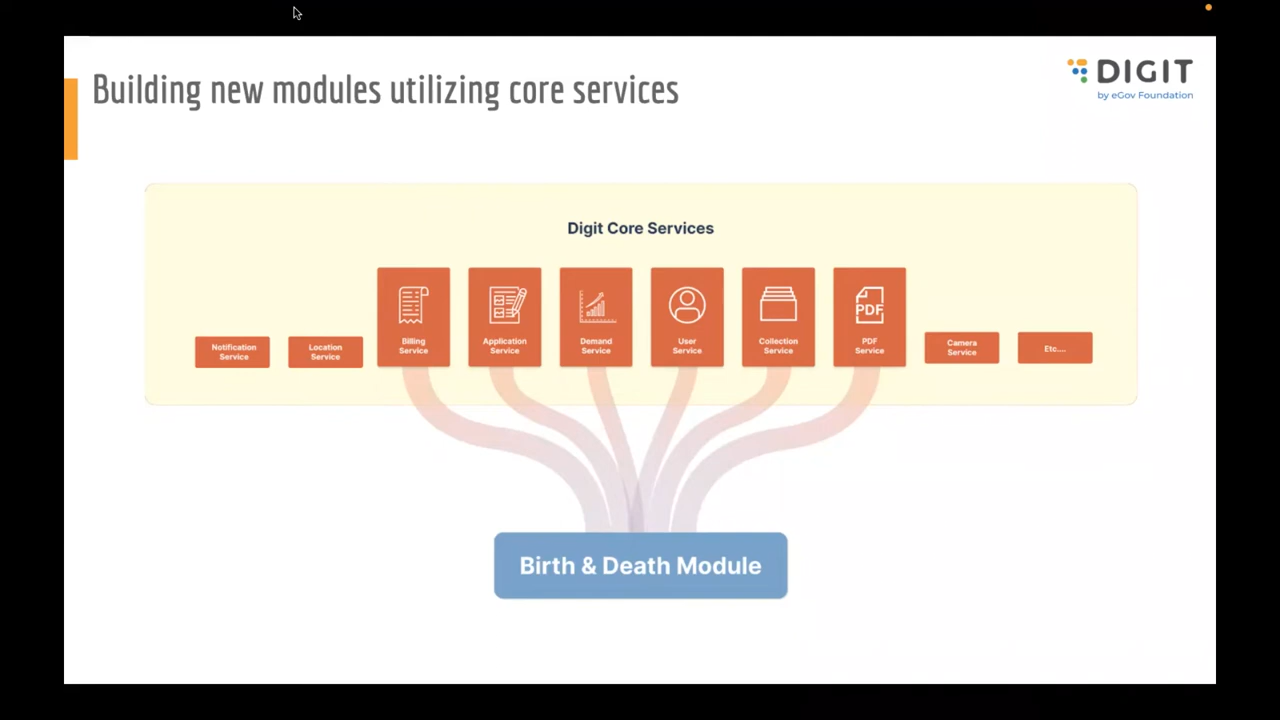 Building new modules utilizing core services
DIGIT
by eGov Foundation
Digit Core Services
Notification
Service
Location
Service
Billing
Service
Application
Service
Demand
Service
User
Service
Collection
Service
PDF
PDF
Service
Camera
Service
Etc....
Birth & Death Module